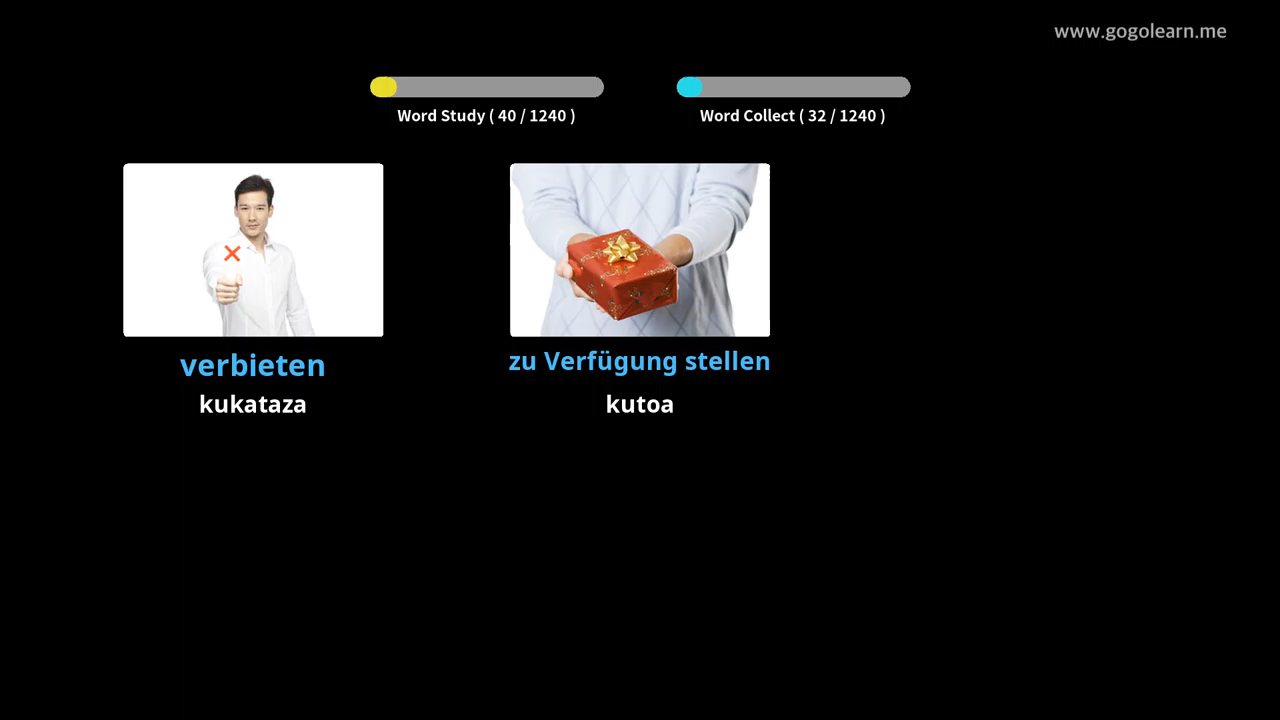 www.gogolearn.me
Word Study ( 40 / 1240 )
Word Collect ( 32 / 1240 )
verbieten
kukataza
zu Verfügung stellen
kutoa